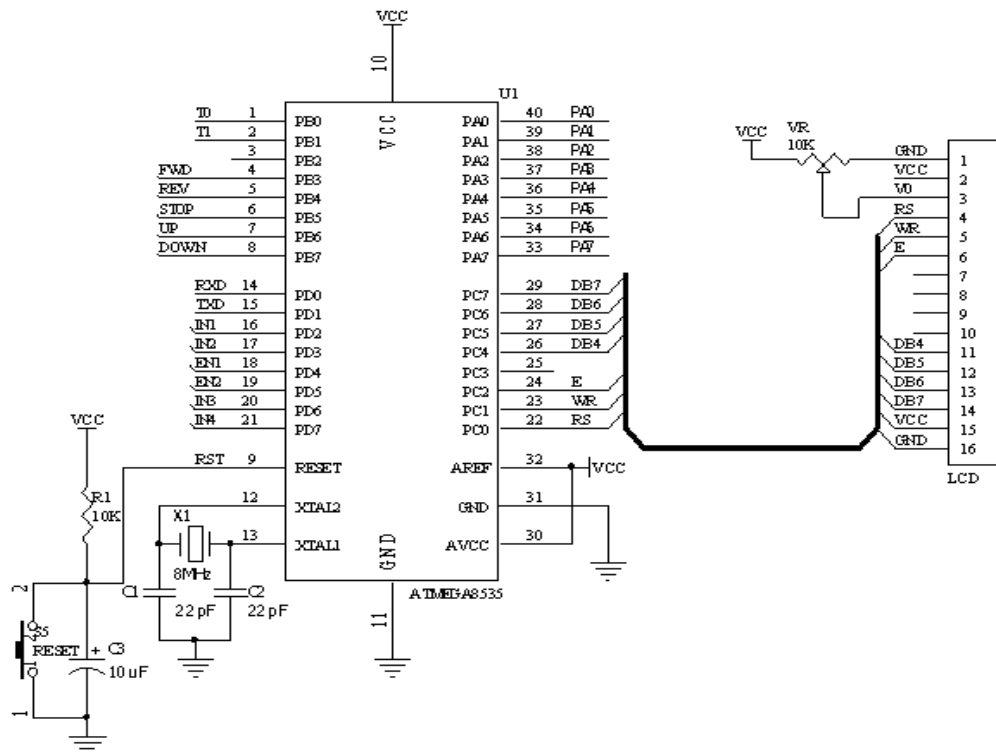 VCC
10
U1
T0 1 PB0 VCC PA0 40 PA0
T1 2 PB1 PA1 39 PA1
3 PB2 PA2 38 PA2
FWD 4 PB3 PA3 37 PA3
REV 5 PB4 PA4 36 PA4
STOP 6 PB5 PA5 35 PA5
UP 7 PB6 PA6 34 PA6
DOWN 8 PB7 PA7 33 PA7
RXD 14 PD0 PC7 29 DB7
TXD 15 PD1 PC6 28 DB6
IN1 16 PD2 PC5 27 DB5
IN2 17 PD3 PC4 26 DB4
EN1 18 PD4 PC3 25
EN2 19 PD5 PC2 24 E
IN3 20 PD6 PC1 23 WR
IN4 21 PD7 PC0 22 RS
RST 9 RESET AREF 32 VCC
12 XTAL2 GND 31
13 XTAL1 GND AVCC 30
ATMEGA8535
11
X1
8MHz
C1 C2
22 pF 22 pF
VCC
R1
10K
2
S5
RESET
1
+ C3
10 uF
VCC
VR
10K
GND 1
VCC 2
V0 3
RS 4
WR 5
E 6
7
8
9
10
DB4 11
DB5 12
DB6 13
DB7 14
VCC 15
GND 16
LCD